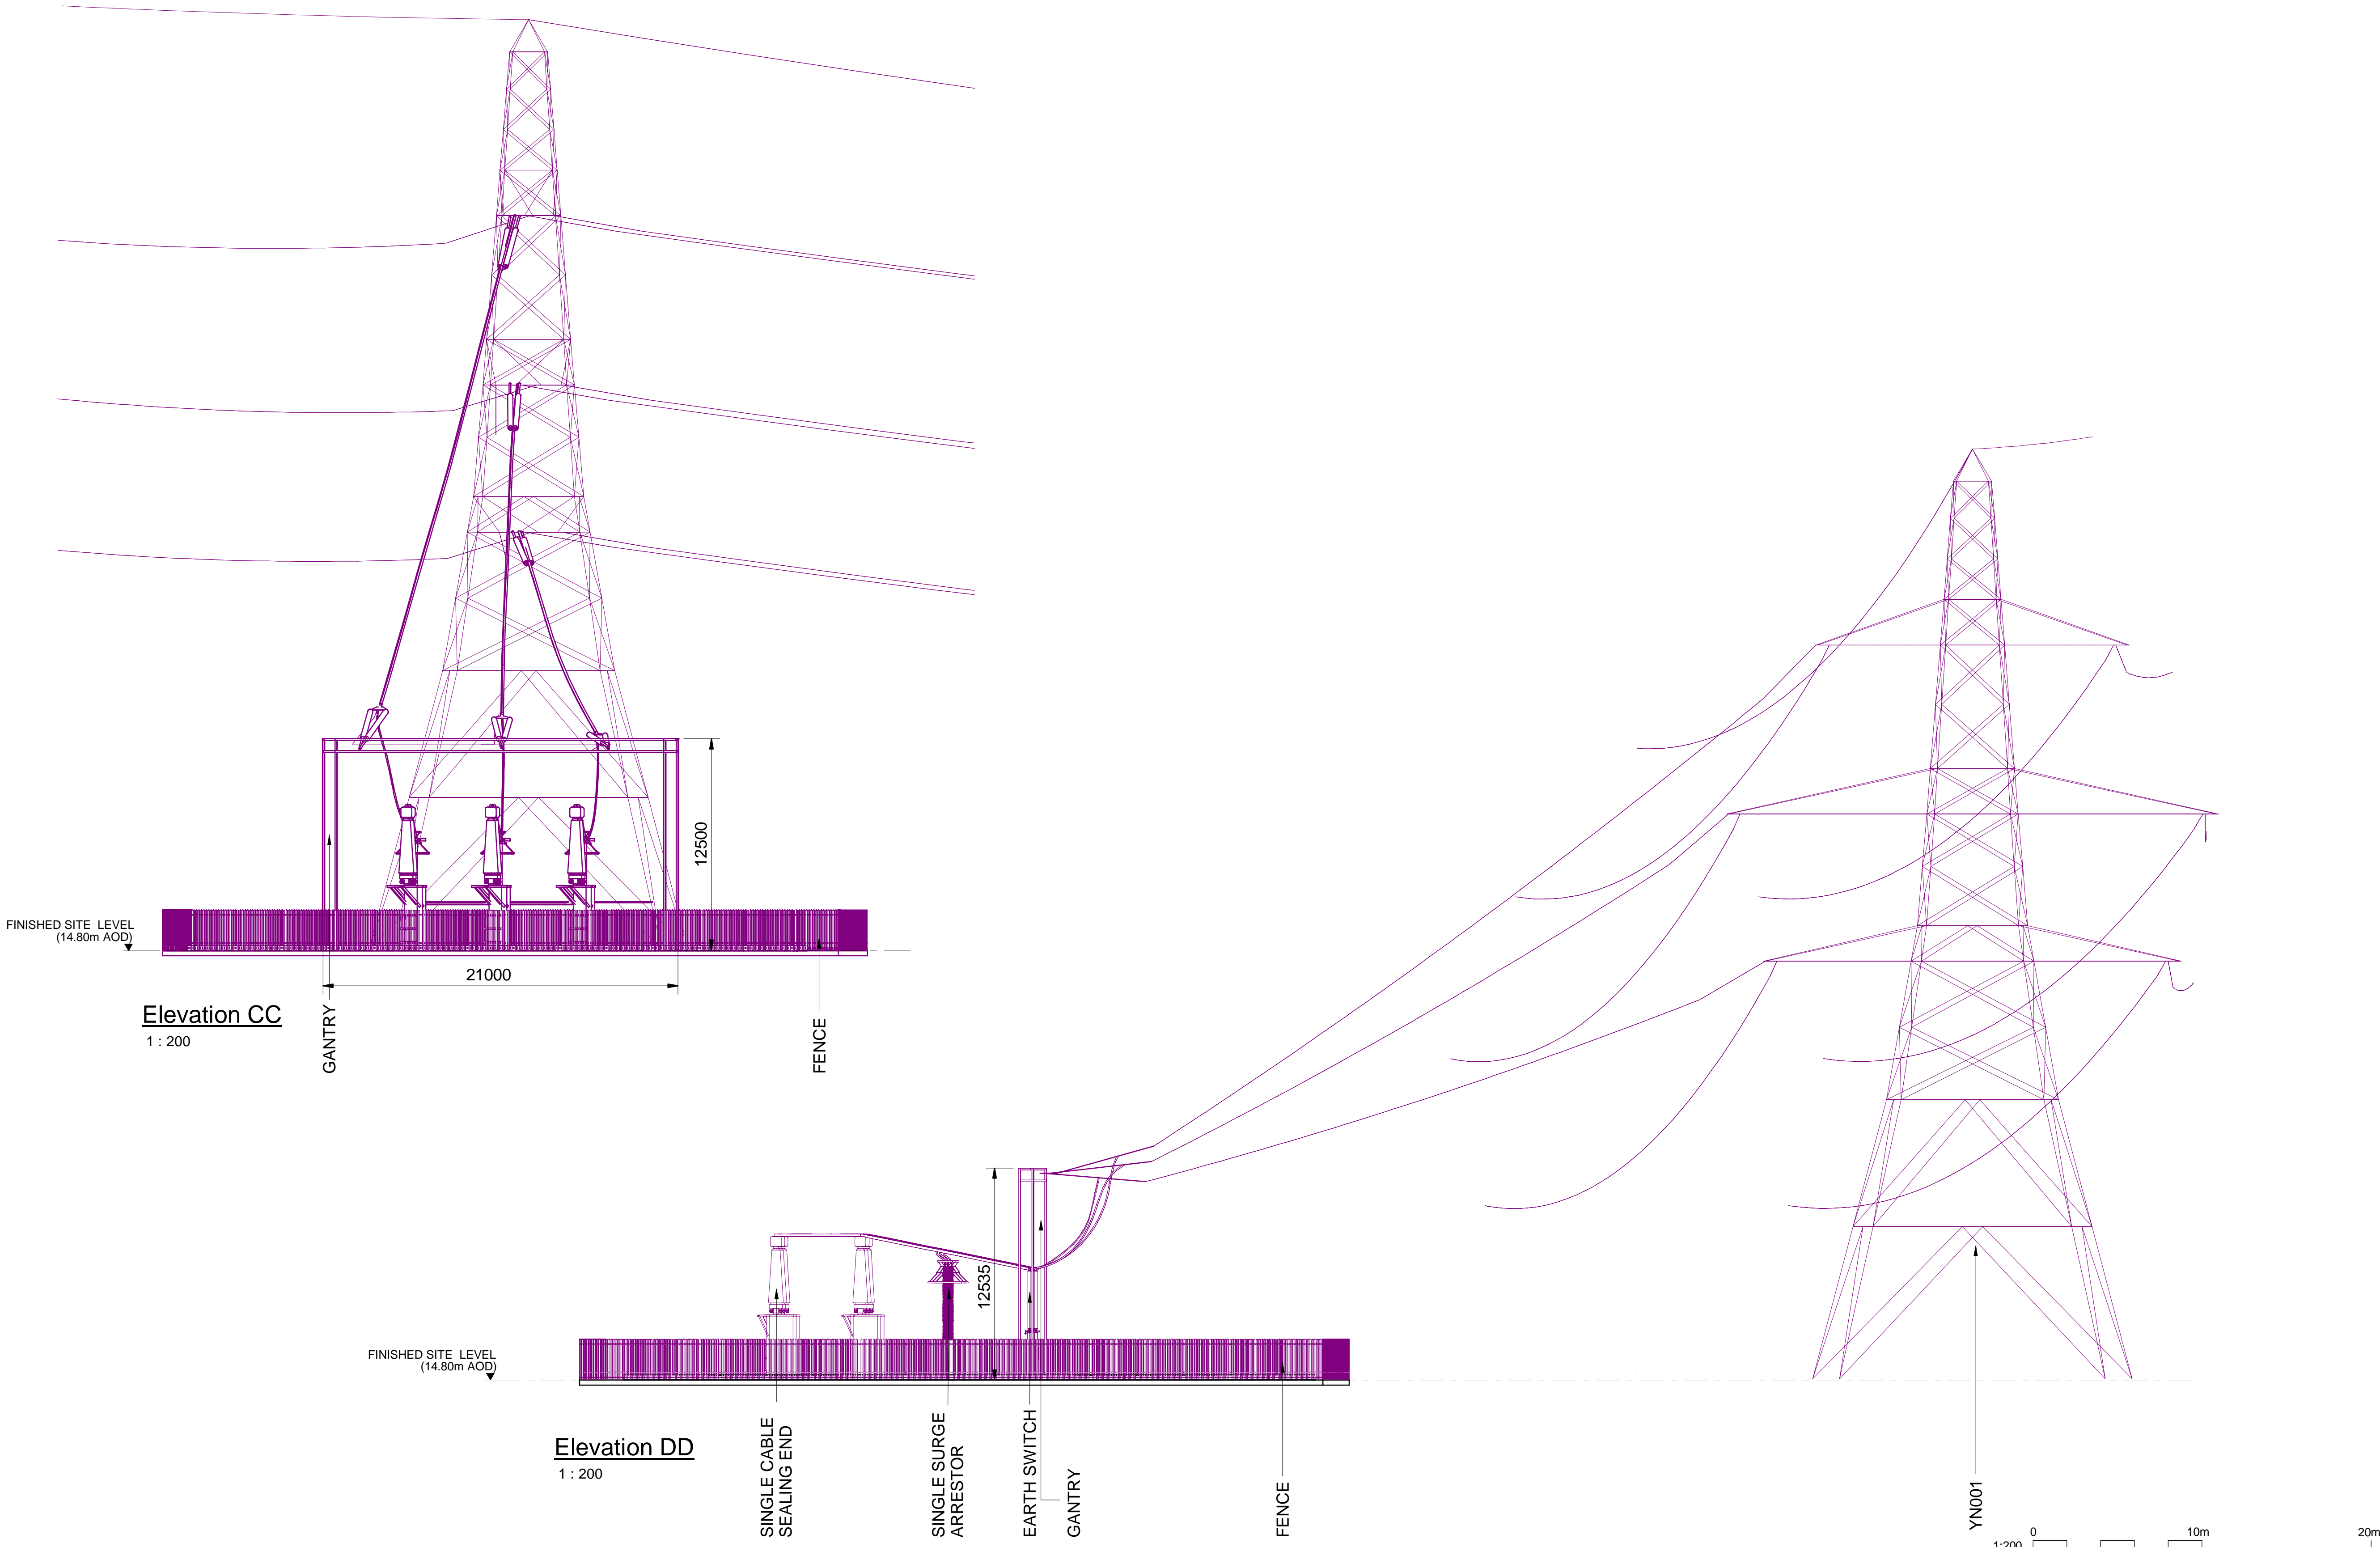 12500
FINISHED SITE LEVEL
(14.80m AOD)
21000
Elevation CC
1 : 200
GANTRY
FENCE
12535
FINISHED SITE LEVEL
(14.80m AOD)
Elevation DD
1 : 200
SINGLE CABLE
SEALING END
SINGLE SURGE
ARRESTOR
EARTH SWITCH
GANTRY
FENCE
YN001
0
10m
20m
1:200